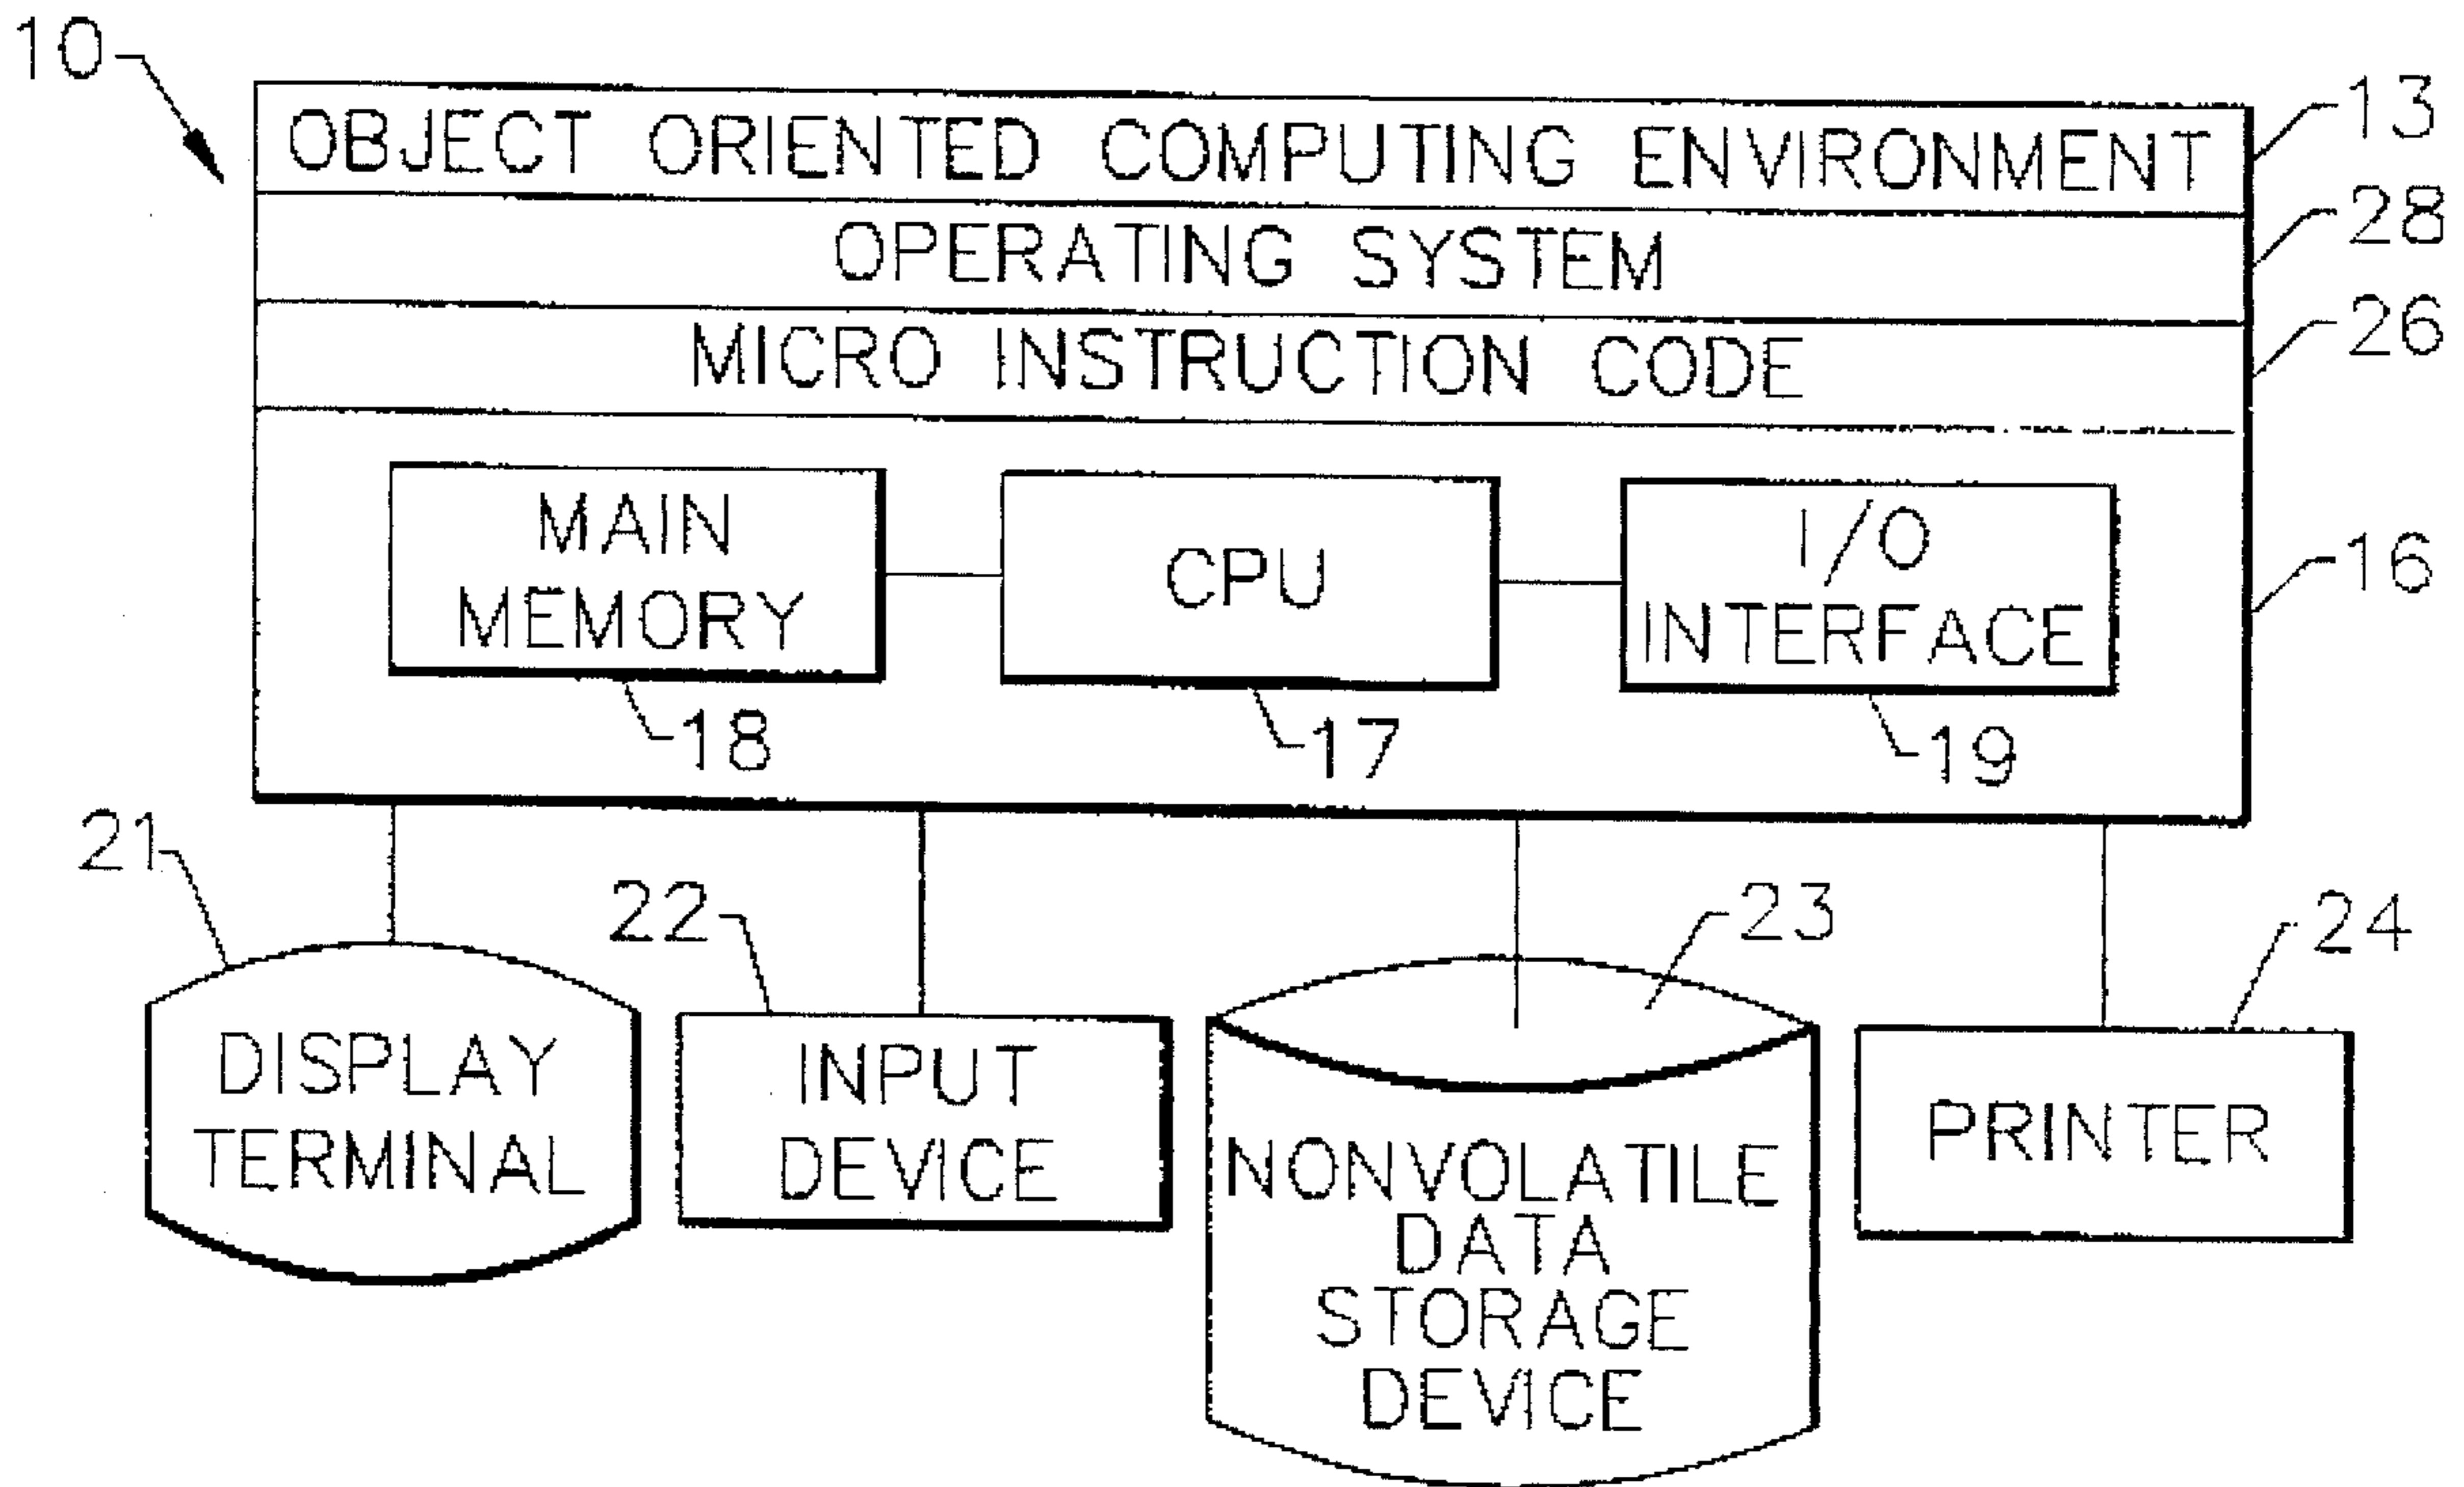 10
OBJECT ORIENTED COMPUTING ENVIRONMENT
13
OPERATING SYSTEM
28
MICRO INSTRUCTION CODE
26
MAIN
MEMORY
CPU
I/O
INTERFACE
16
18
17
19
21
22
23
24
DISPLAY
TERMINAL
INPUT
DEVICE
NONVOLATILE
DATA
STORAGE
DEVICE
PRINTER